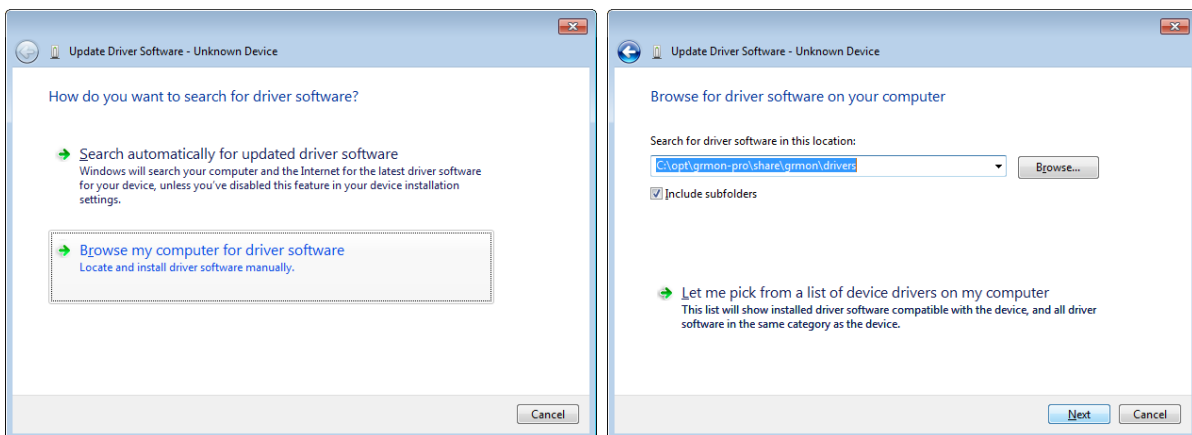 Update Driver Software - Unknown Device
How do you want to search for driver software?
Search automatically for updated driver software
Windows will search your computer and the Internet for the latest driver software
for your device, unless you've disabled this feature in your device installation
settings.
Browse my computer for driver software
Locate and install driver software manually.
Cancel
Update Driver Software - Unknown Device
Browse for driver software on your computer
Search for driver software in this location:
C:\opt\grmon-pro\share\grmon\drivers
Browse...
Include subfolders
Let me pick from a list of device drivers on my computer
This list will show installed driver software compatible with the device, and all driver
software in the same category as the device.
Next
Cancel